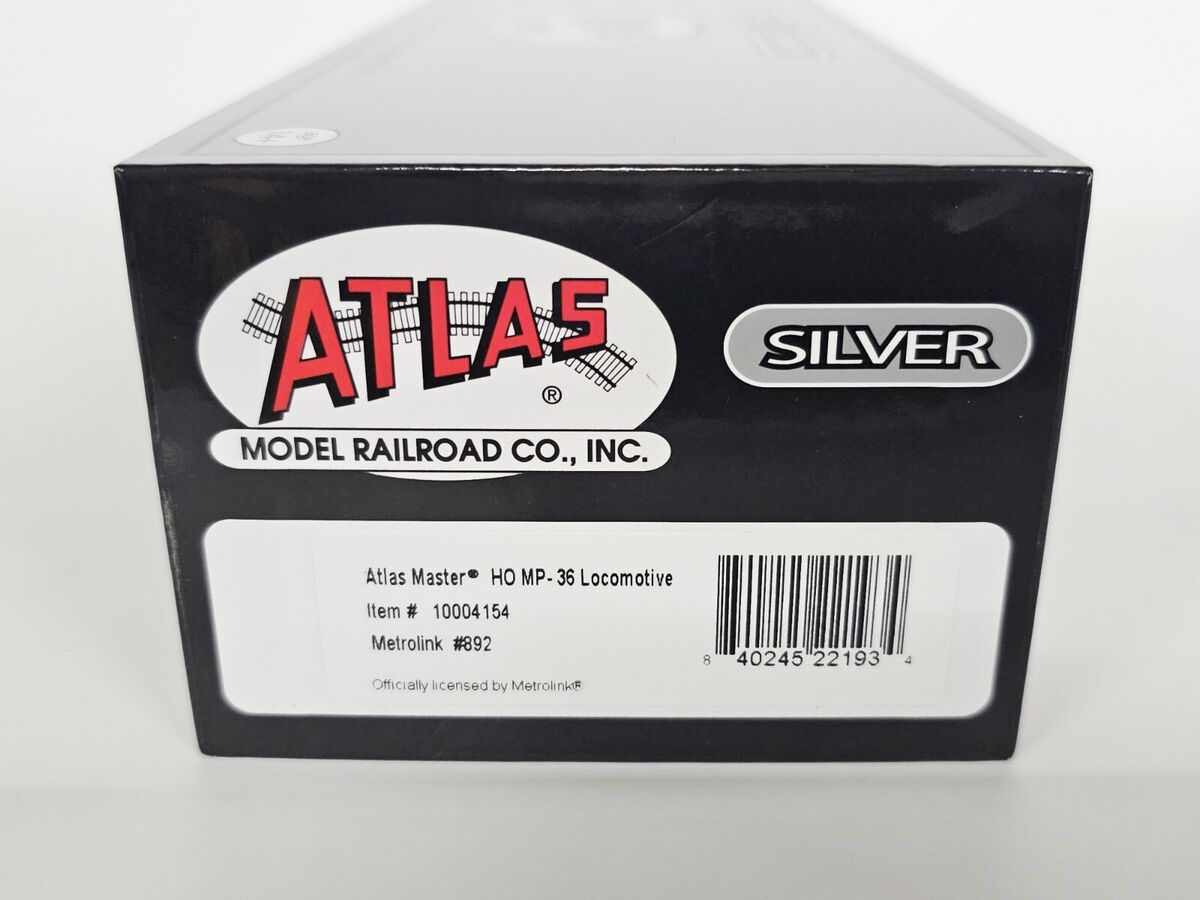 ATLAS
®
MODEL RAILROAD CO., INC.
SILVER
Atlas Master® HO MP-36 Locomotive
Item # 10004154
Metrolink #892
Officially licensed by Metrolink®
8 40245 22193 4